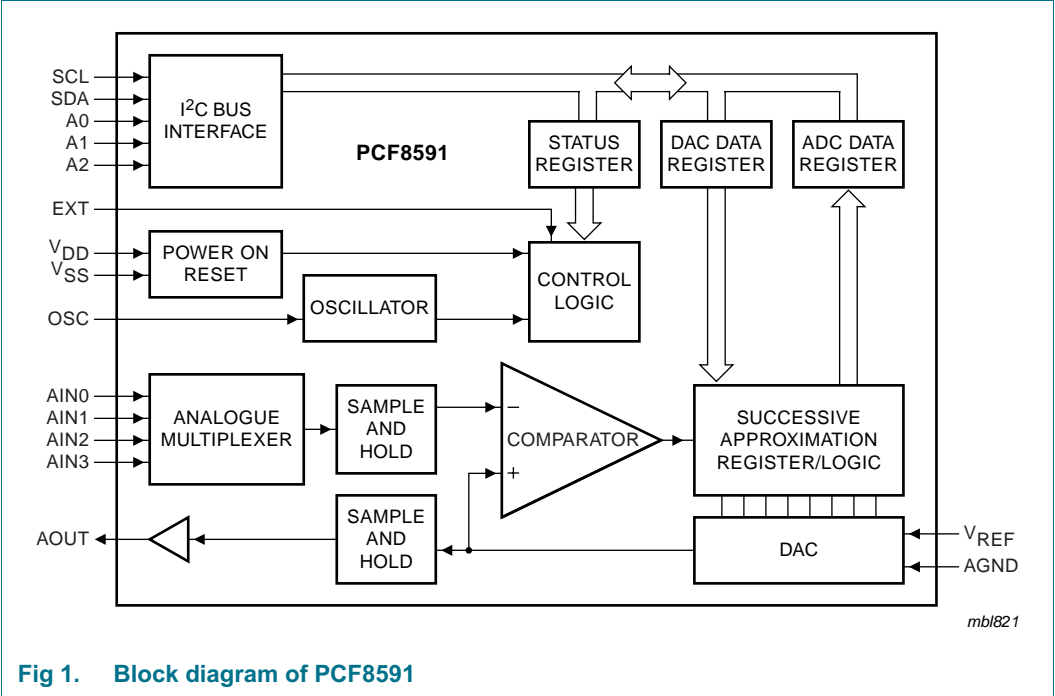 SCL
SDA
A0
A1
A2
EXT
VDD
VSS
OSC
AIN0
AIN1
AIN2
AIN3
AOUT
I2C BUS
INTERFACE
PCF8591
STATUS
REGISTER
DAC DATA
REGISTER
ADC DATA
REGISTER
POWER ON
RESET
OSCILLATOR
CONTROL
LOGIC
ANALOGUE
MULTIPLEXER
SAMPLE
AND
HOLD
−
COMPARATOR
+
SUCCESSIVE
APPROXIMATION
REGISTER/LOGIC
SAMPLE
AND
HOLD
DAC
VREF
AGND
mbl821
Fig 1. Block diagram of PCF8591